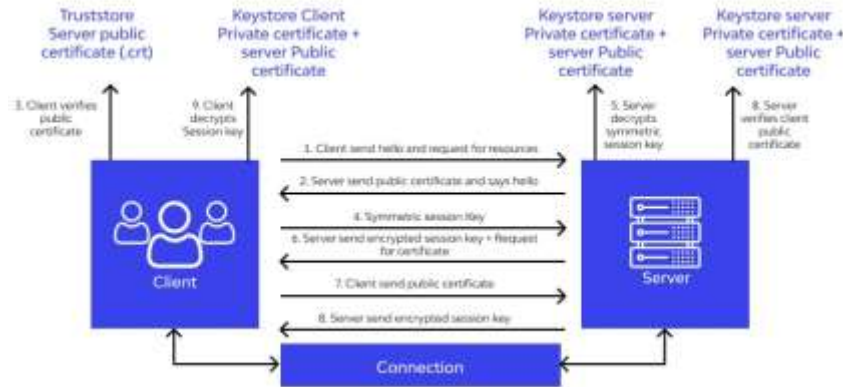 Truststore
Server public
certificate (.crt)
Keystore Client
Private certificate +
server Public
certificate
Keystore server
Private certificate +
server Public
certificate
Keystore server
Private certificate +
server Public
certificate
3. Client verifies
public
certificate
9. Client
decrypts
Session key
5. Server
decrypts
symmetric
session key
8. Server
verifies client
public
certificate
1. Client send hello and request for resources
2. Server send public certificate and says hello
4. Symmetric session Key
6. Server send encrypted session key + Request
for certificate
7. Client send public certificate
8. Server send encrypted session key
Client
Server
Connection